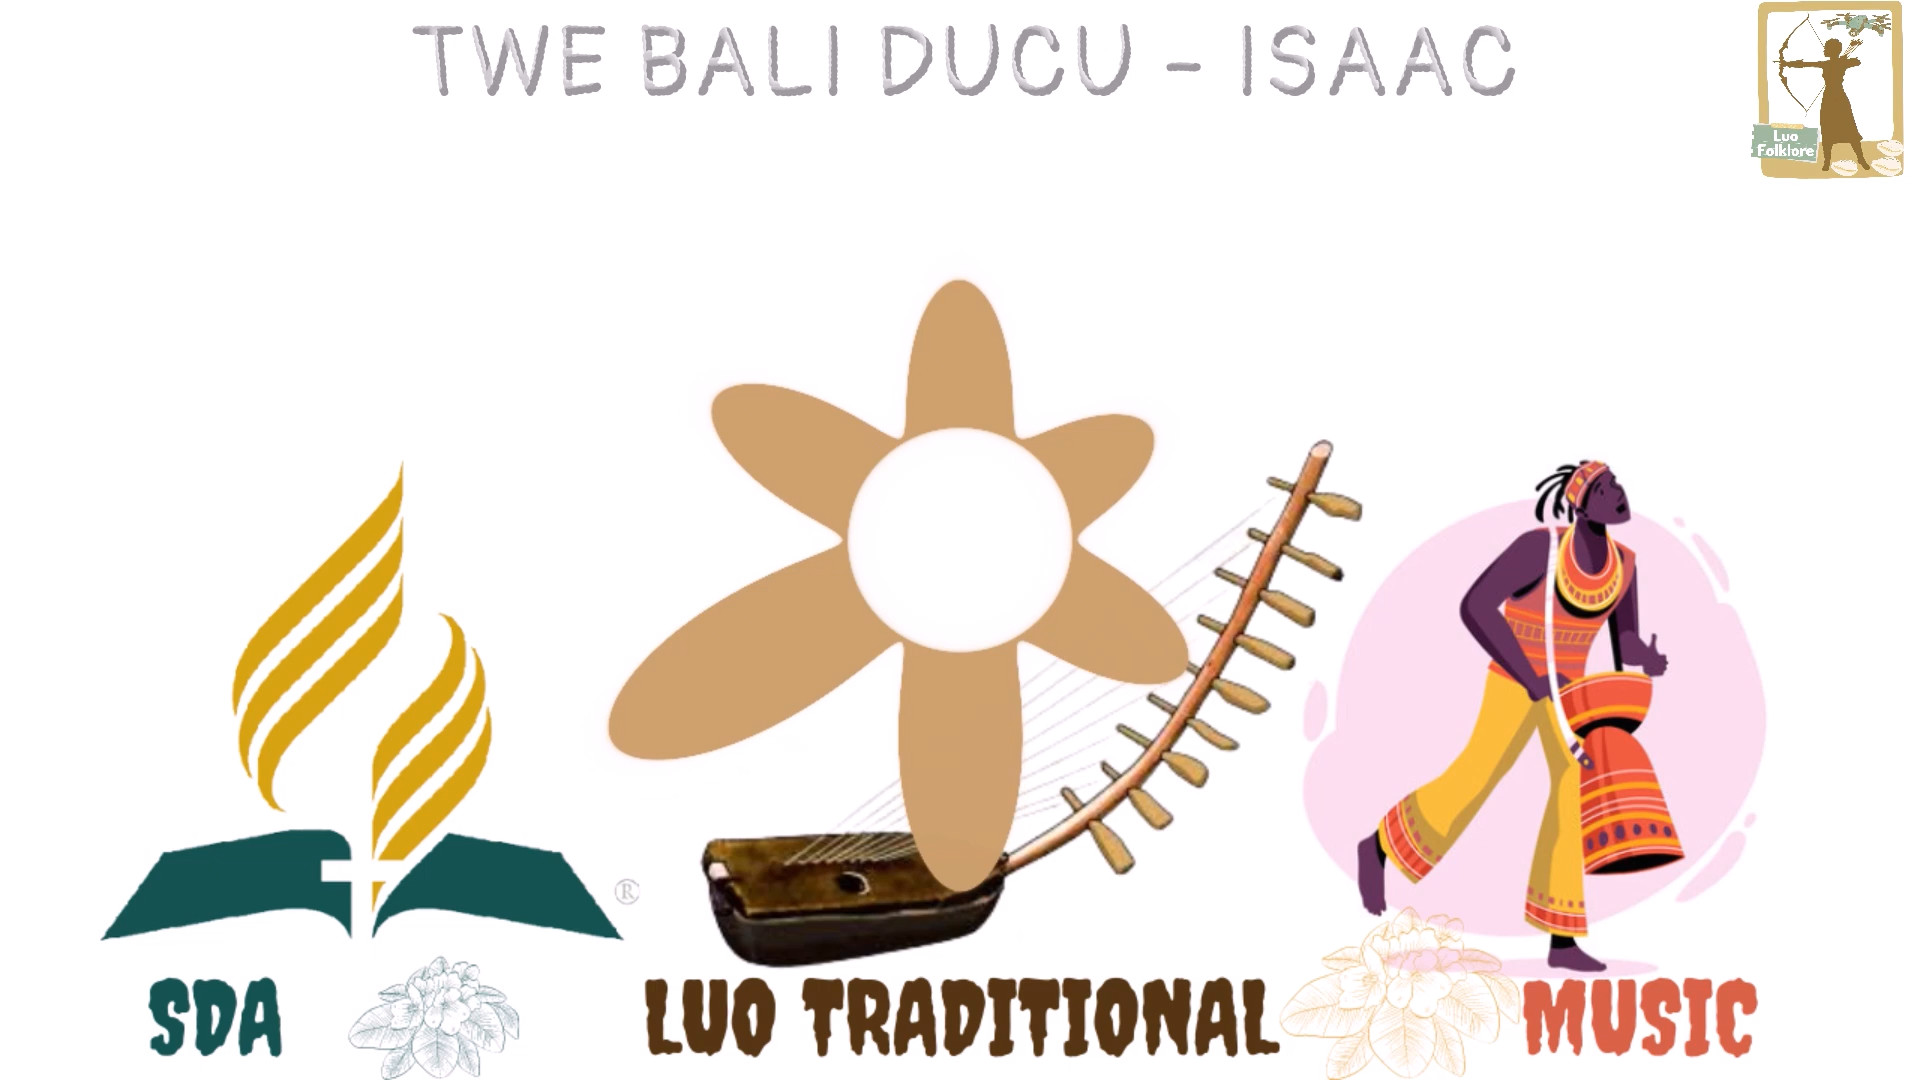 TWE BALI DUCU - ISAAC
Luo
Folklore
®
SDA
LUO TRADITIONAL
MUSIC